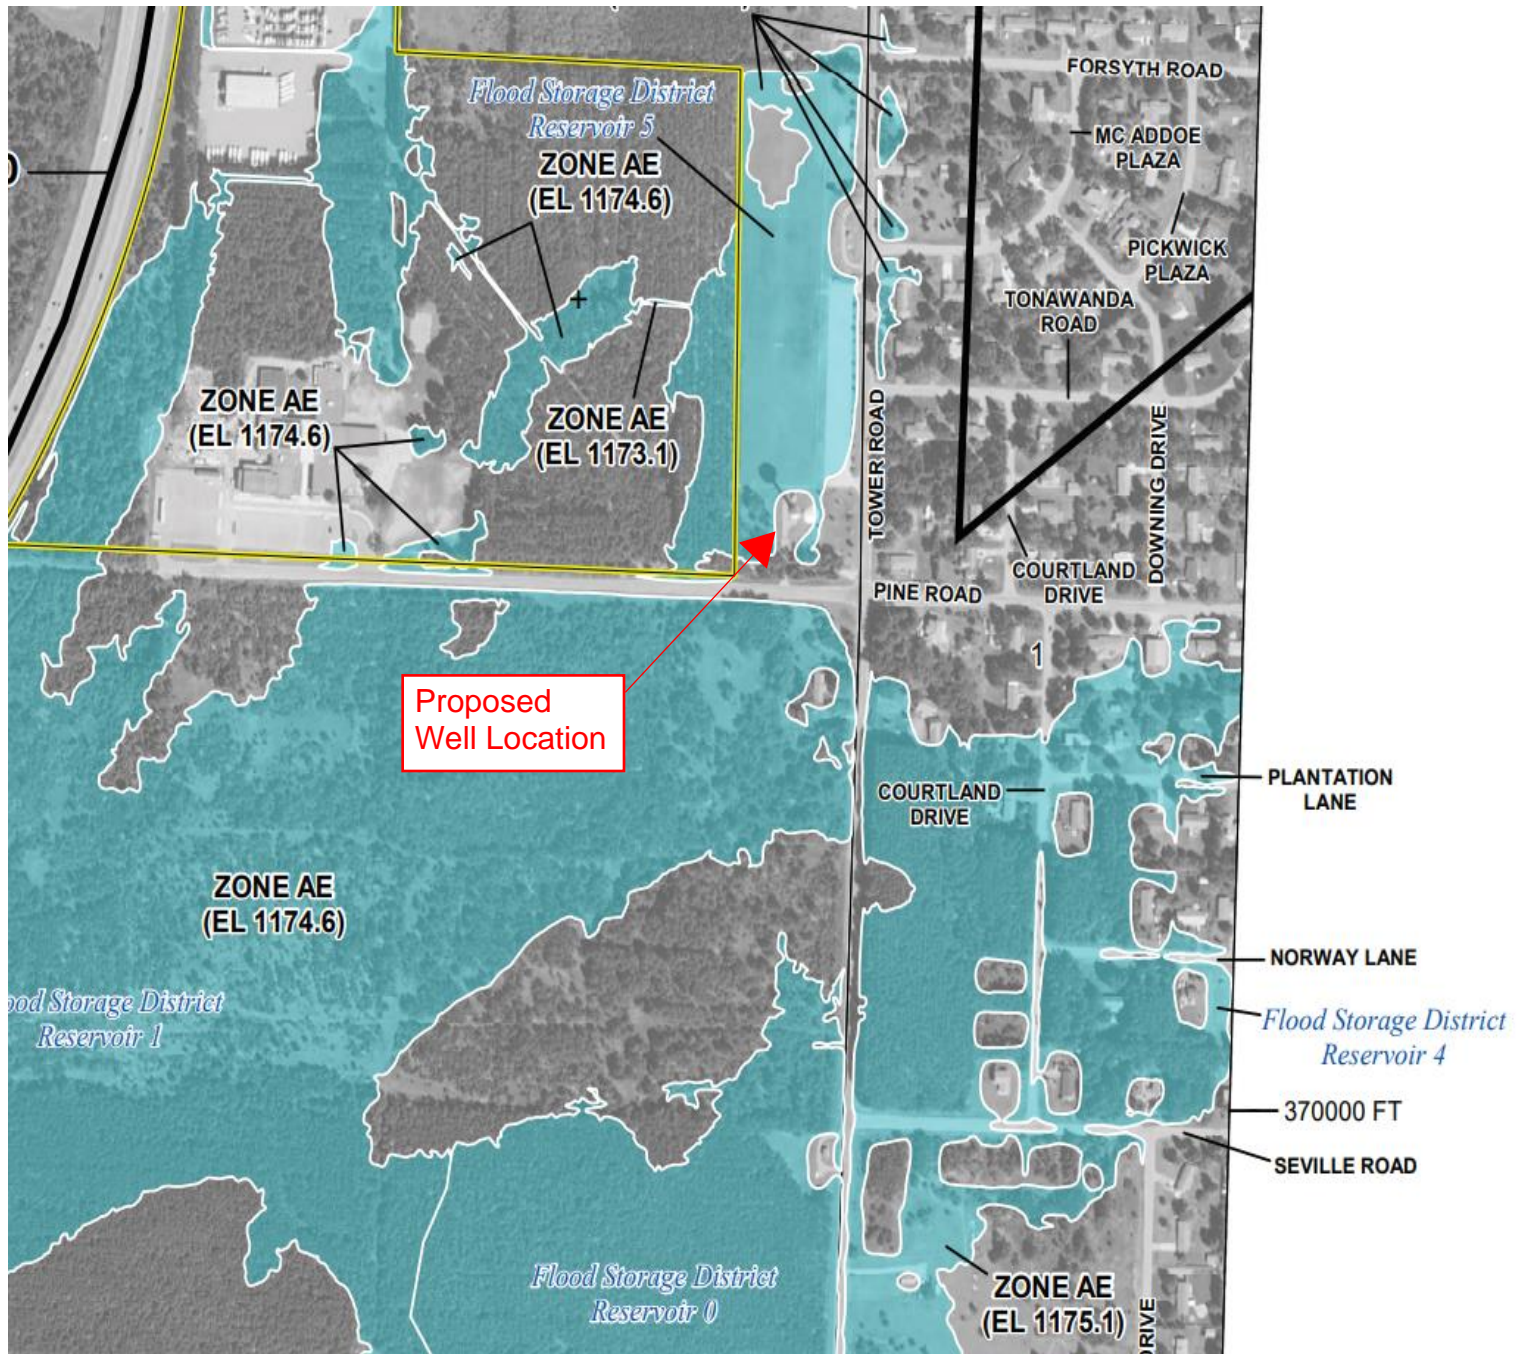 FORSYTH ROAD
Flood Storage District
Reservoir 5
ZONE AE
(EL 1174.6)
MC ADDOE
PLAZA
PICKWICK
PLAZA
TONAWANDA
ROAD
ZONE AE
(EL 1174.6)
ZONE AE
(EL 1173.1)
TOWER ROAD
DOWNING DRIVE
COURTLAND
DRIVE
PINE ROAD
1
Proposed
Well Location
COURTLAND
DRIVE
PLANTATION
LANE
ZONE AE
(EL 1174.6)
NORWAY LANE
Storage District
Reservoir 1
Flood Storage District
Reservoir 4
370000 FT
SEVILLE ROAD
Flood Storage District
Reservoir 0
ZONE AE
(EL 1175.1)